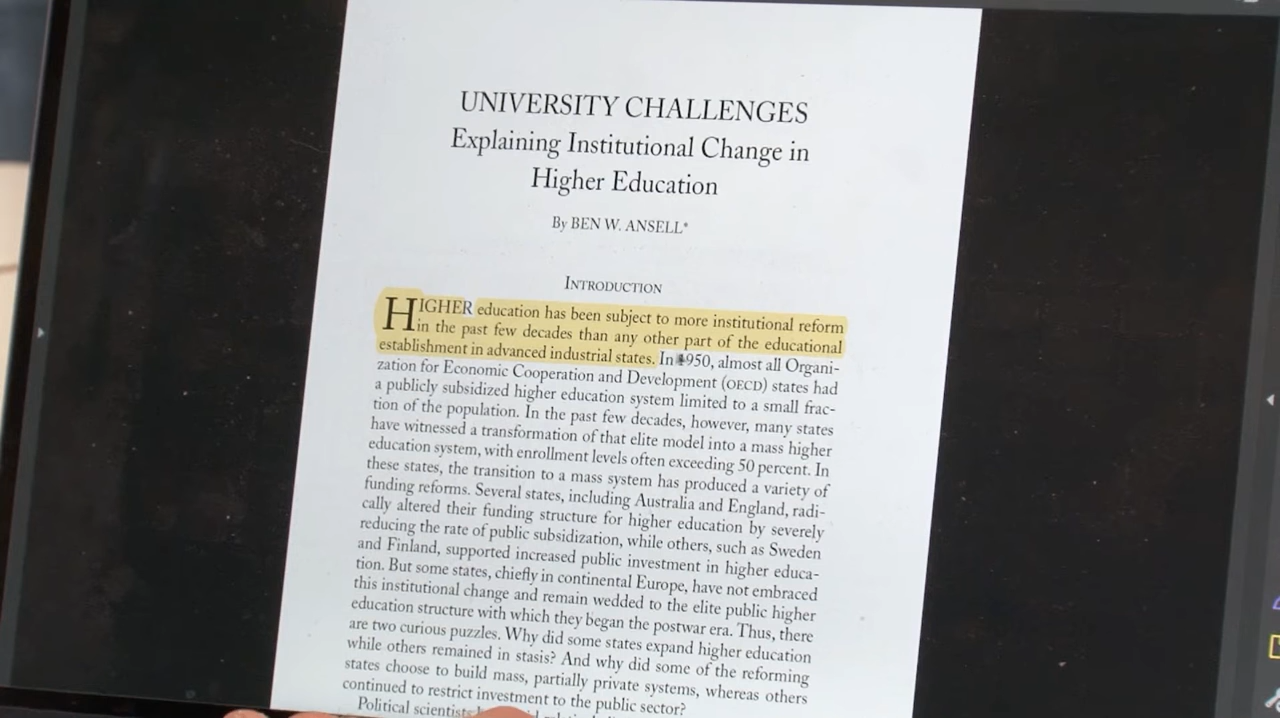 UNIVERSITY CHALLENGES
Explaining Institutional Change in
Higher Education
By BEN W. ANSELL*
INTRODUCTION
HIGHER education has been subject to more institutional reform
in the past few decades than any other part of the educational
establishment in advanced industrial states. In 1950, almost all Organi-
zation for Economic Cooperation and Development (OECD) states had
a publicly subsidized higher education system limited to a small frac-
tion of the population. In the past few decades, however, many states
have witnessed a transformation of that elite model into a mass higher
education system, with enrollment levels often exceeding 50 percent. In
these states, the transition to a mass system has produced a variety of
funding reforms. Several states, including Australia and England, radi-
cally altered their funding structure for higher education by severely
reducing the rate of public subsidization, while others, such as Sweden
and Finland, supported increased public investment in higher educa-
tion. But some states, chiefly in continental Europe, have not embraced
this institutional change and remain wedded to the elite public higher
education structure with which they began the postwar era. Thus, there
are two curious puzzles. Why did some states expand higher education
while others remained in stasis? And why did some of the reforming
states choose to build mass, partially private systems, whereas others
continued to restrict investment to the public sector?
Political scientists